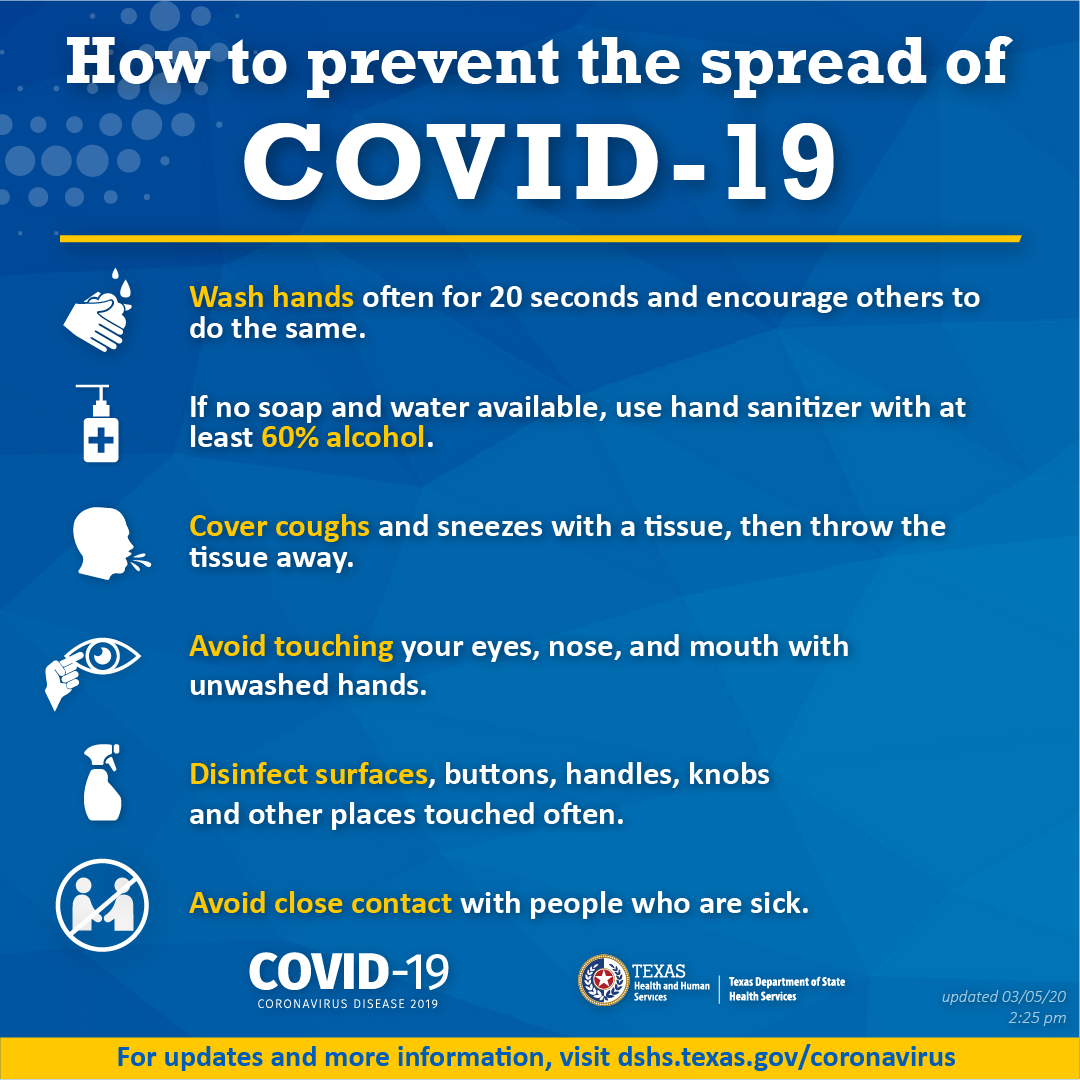 How to prevent the spread of
COVID-19
Wash hands often for 20 seconds and encourage others to
do the same.
If no soap and water available, use hand sanitizer with at
least 60% alcohol.
Cover coughs and sneezes with a tissue, then throw the
tissue away.
Avoid touching your eyes, nose, and mouth with
unwashed hands.
Disinfect surfaces, buttons, handles, knobs
and other places touched often.
Avoid close contact with people who are sick.
COVID-19
CORONAVIRUS DISEASE 2019
TEXAS
Health and Human
Services
Texas Department of State
Health Services
updated 03/05/20
2:25 pm
For updates and more information, visit dshs.texas.gov/coronavirus